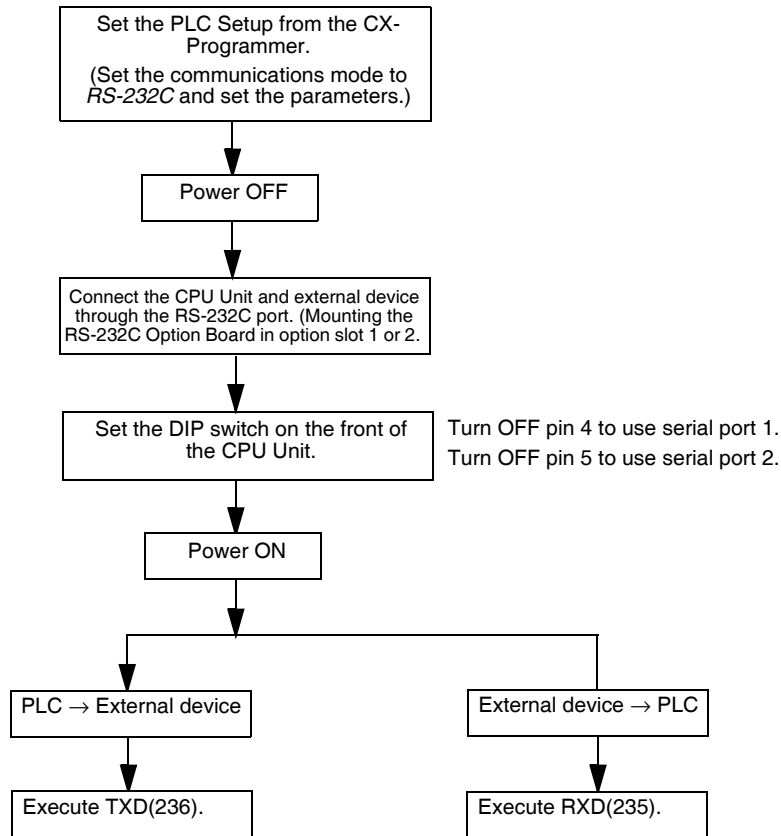 Set the PLC Setup from the CX-
Programmer.
(Set the communications mode to
RS-232C and set the parameters.)
Power OFF
Connect the CPU Unit and external device
through the RS-232C port. (Mounting the
RS-232C Option Board in option slot 1 or 2.
Set the DIP switch on the front of
the CPU Unit.
Turn OFF pin 4 to use serial port 1.
Turn OFF pin 5 to use serial port 2.
Power ON
PLC → External device
External device → PLC
Execute TXD(236).
Execute RXD(235).